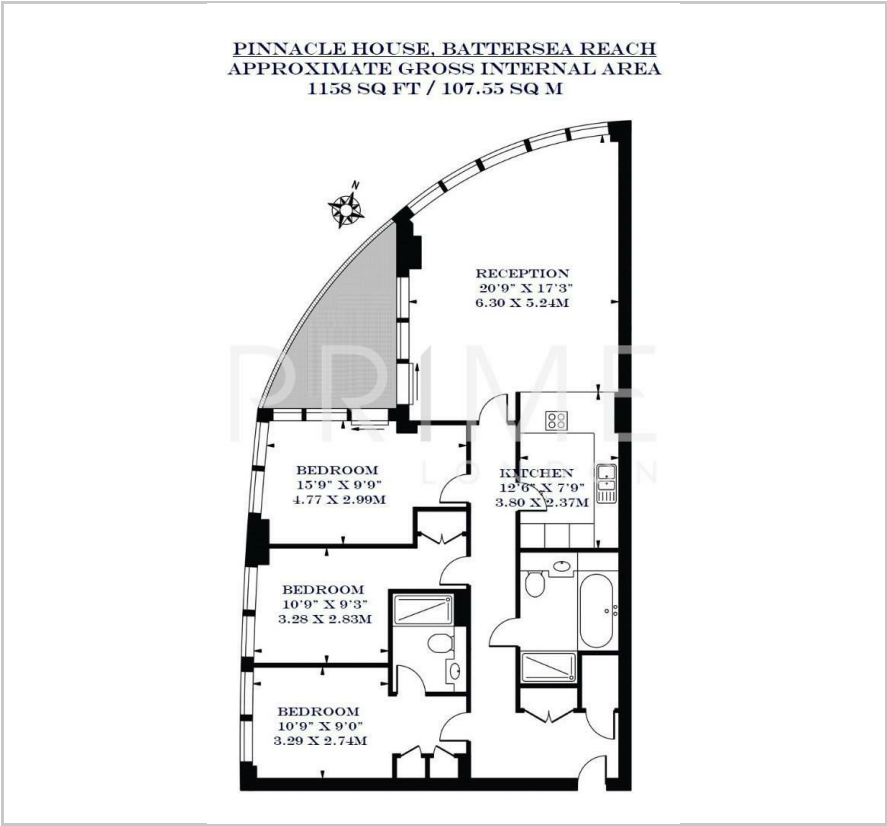 PINNACLE HOUSE, BATTERSEA REACH
APPROXIMATE GROSS INTERNAL AREA
1158 SQ FT / 107.55 SQ M
N
RECEPTION
20'9" X 17'3"
6.30 X 5.24M
PRIME
LONDON
KITCHEN
12'6" X 7'9"
3.80 X 2.37M
BEDROOM
15'9" X 9'9"
4.77 X 2.99M
BEDROOM
10'9" X 9'3"
3.28 X 2.83M
BEDROOM
10'9" X 9'0"
3.29 X 2.74M